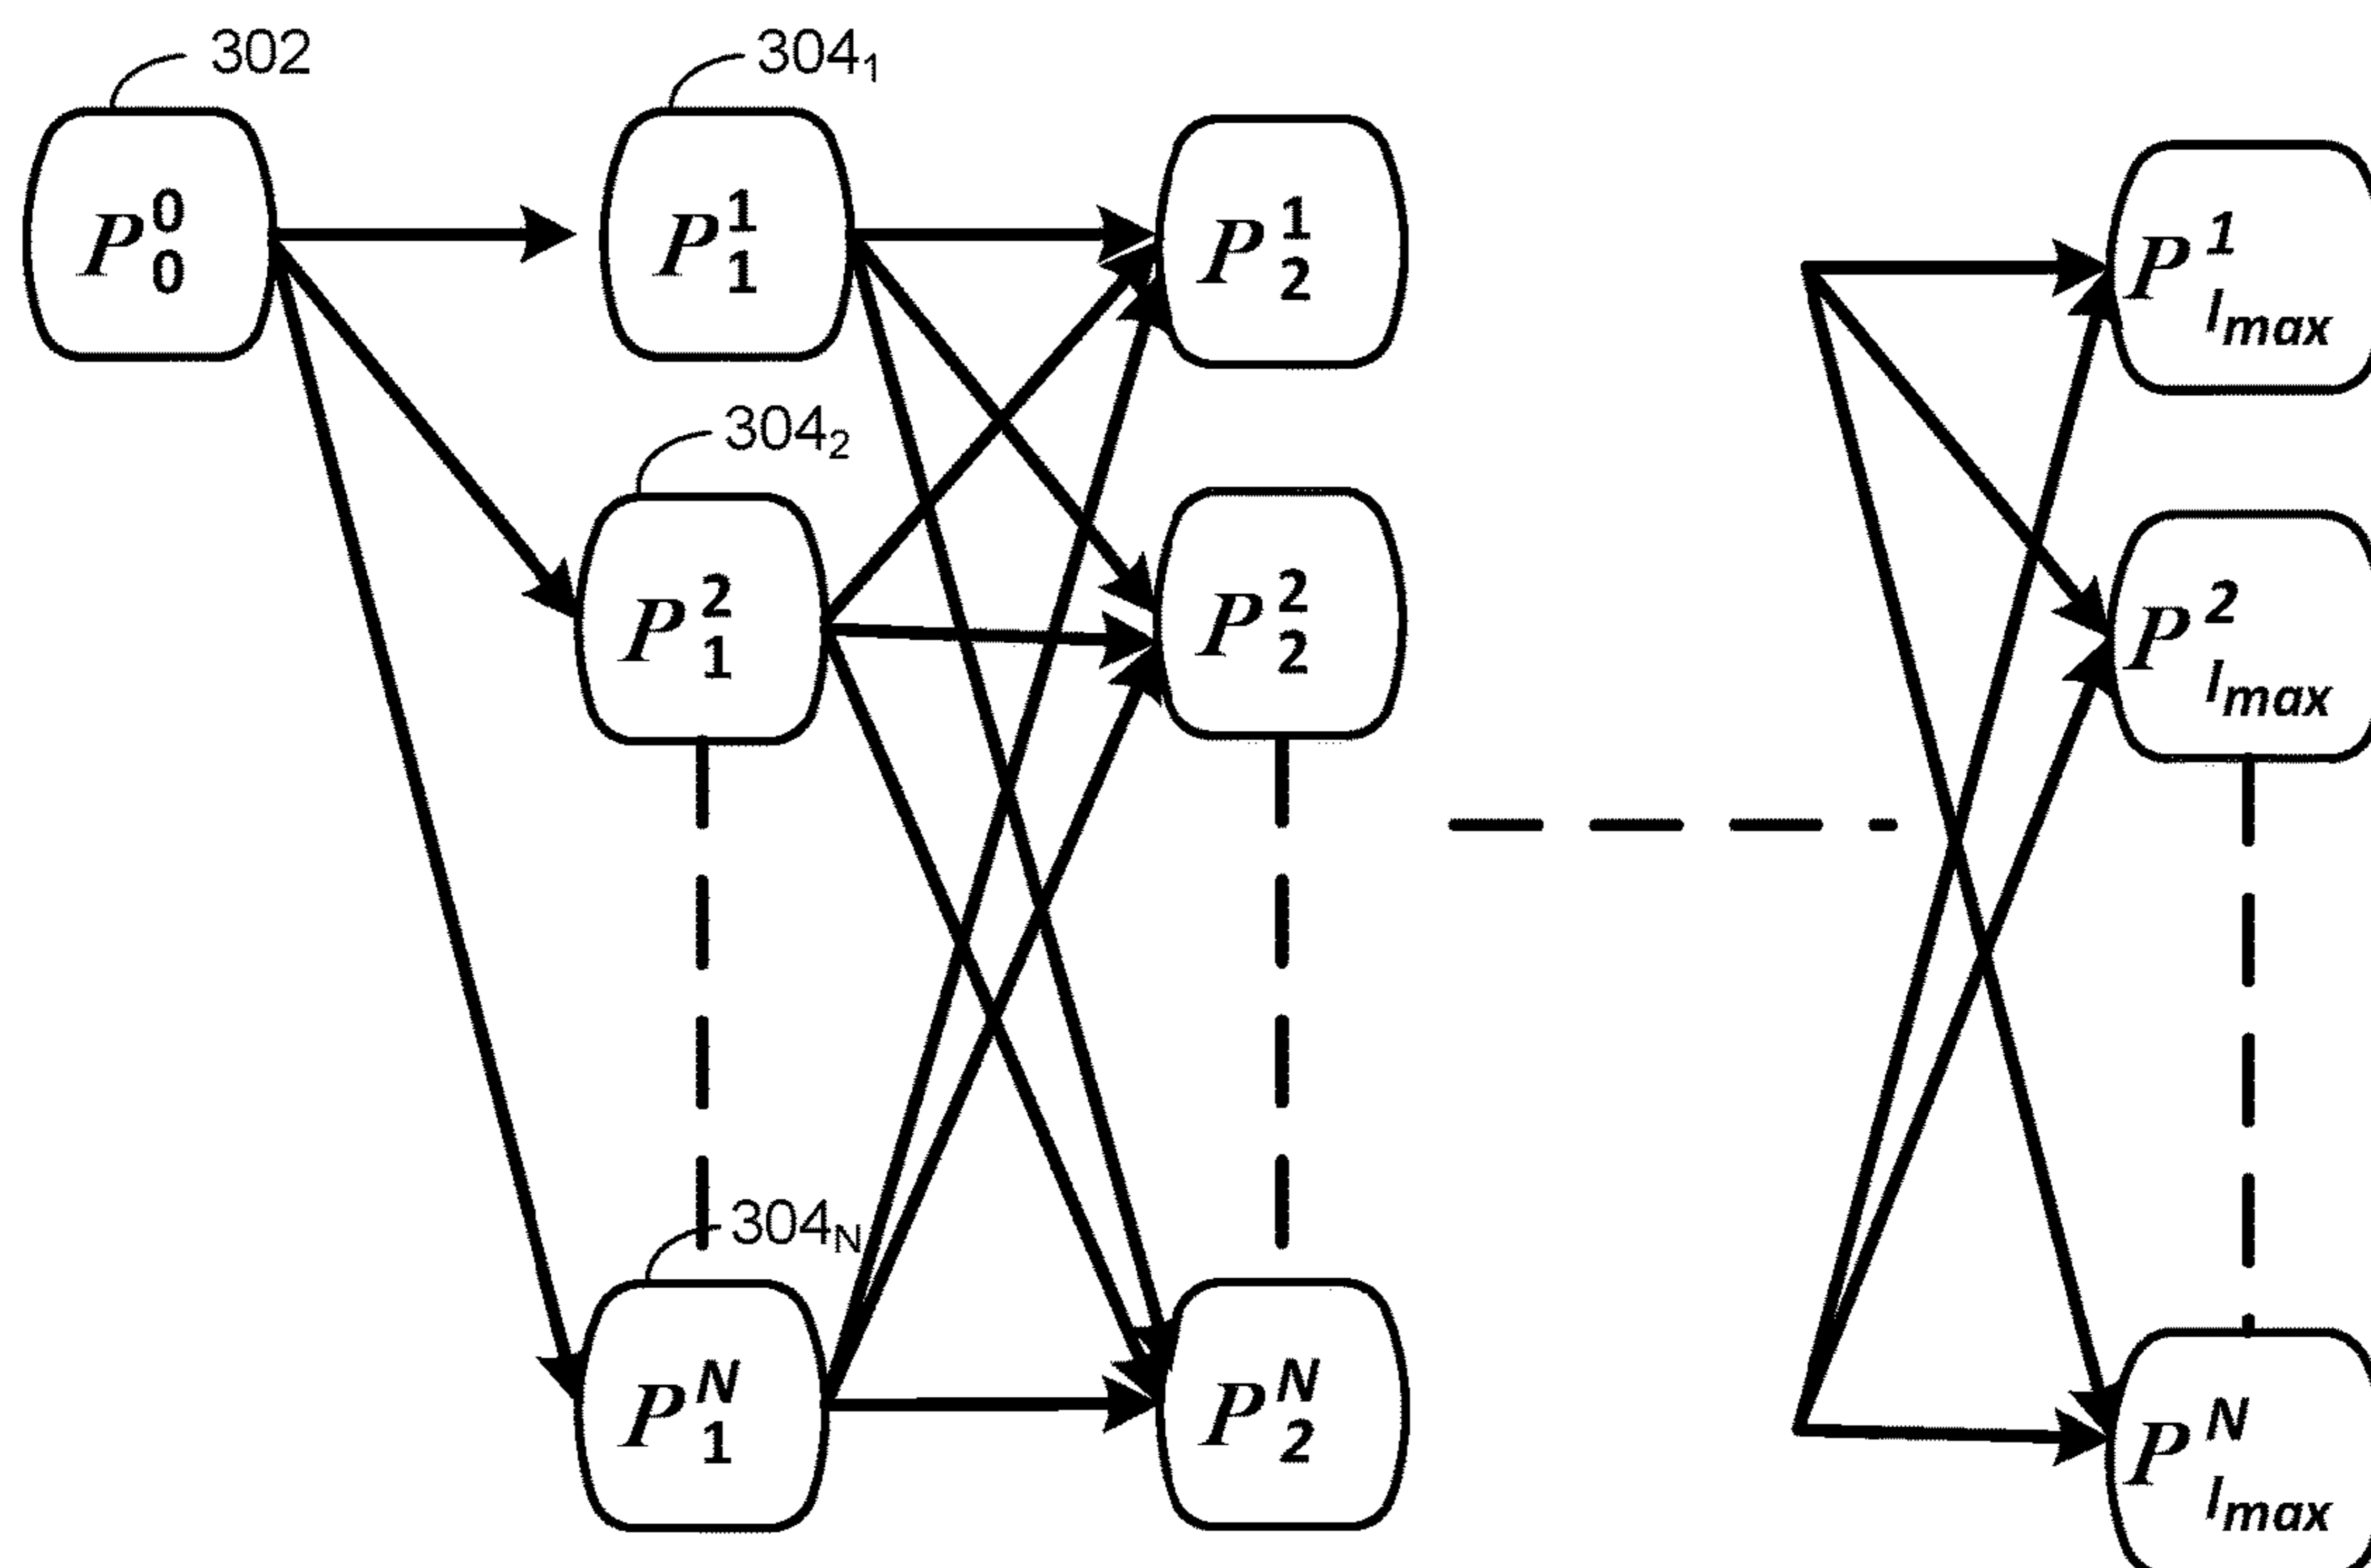 302
304₁
P⁰₀
P¹₁
P¹₂
P¹lmax
304₂
P²₁
P²₂
P²lmax
304N
Pᴺ₁
Pᴺ₂
Pᴺlmax